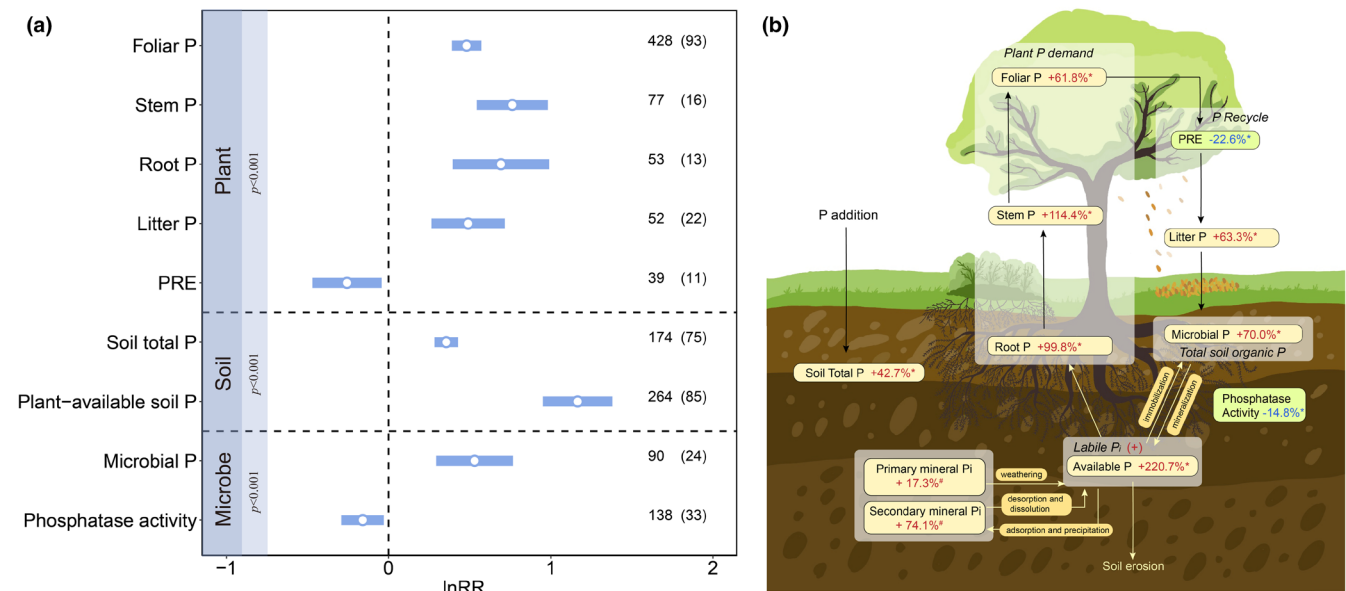 (a)
Foliar P
428 (93)
Stem P
77 (16)
Root P
53 (13)
Litter P
52 (22)
PRE
39 (11)
Soil total P
174 (75)
Plant−available soil P
264 (85)
Microbial P
90 (24)
Phosphatase activity
138 (33)
Plant
p<0.001
Soil
p<0.001
Microbe
p<0.001
−1
0
1
2
lnRR
(b)
Plant P demand
Foliar P +61.8%*
P Recycle
PRE -22.6%*
P addition
Stem P +114.4%*
Litter P +63.3%*
Root P +99.8%*
Microbial P +70.0%*
Total soil organic P
Soil Total P +42.7%*
immobilization
mineralization
Phosphatase
Activity -14.8%*
Labile Pi (+)
Available P +220.7%*
Primary mineral Pi
+ 17.3%#
weathering
Secondary mineral Pi
+ 74.1%#
desorption and
dissolution
adsorption and precipitation
Soil erosion